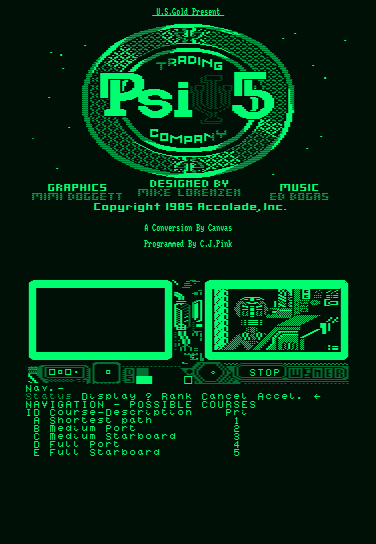 U.S.Gold Present
TRADING
Psi 5
COMPANY
GRAPHICS
MIMI DOGGETT
DESIGNED BY
MIKE LORENZEN
MUSIC
ED BOGAS
Copyright 1985 Accolade, Inc.
A Conversion By Canvas
Programmed By C.J.Pink
STOP
Nav.-
Status Display ? Rank Cancel Accel. ←
NAVIGATION - POSSIBLE COURSES
ID Course-Description Pri
A Shortest path 1
B Medium Port 2
C Medium Starboard 3
D Full Port 4
E Full Starboard 5